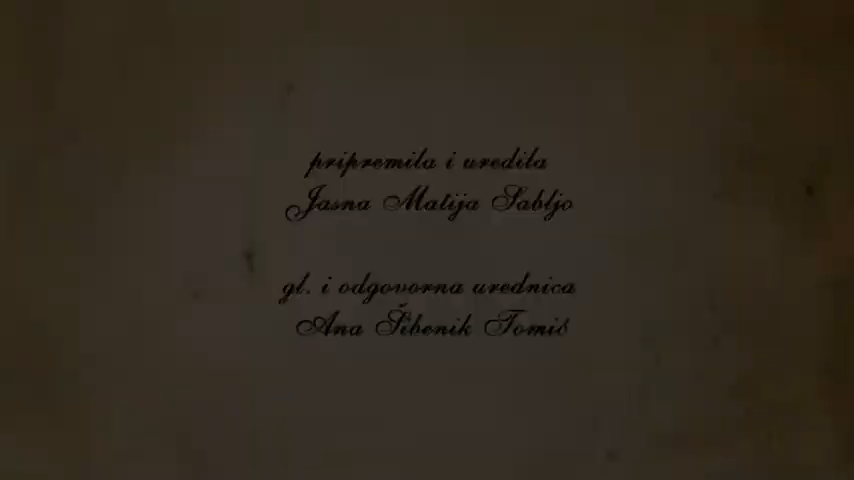 pripremila i uredila
Jasna Matija Sabljo
gl. i odgovorna urednica
Ana Šibenik Tomić